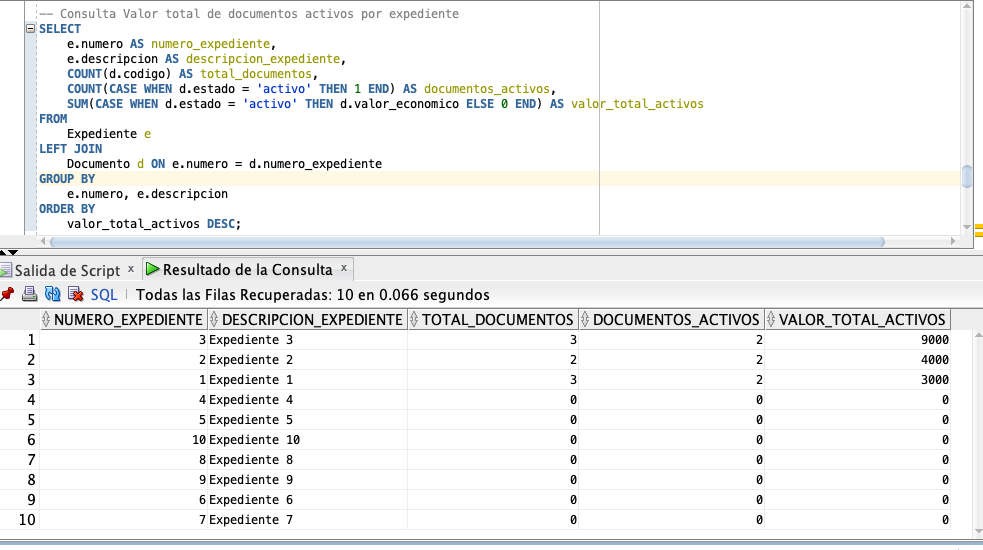 -- Consulta Valor total de documentos activos por expediente
SELECT
e.numero AS numero_expediente,
e.descripcion AS descripcion_expediente,
COUNT(d.codigo) AS total_documentos,
COUNT(CASE WHEN d.estado = 'activo' THEN 1 END) AS documentos_activos,
SUM(CASE WHEN d.estado = 'activo' THEN d.valor_economico ELSE 0 END) AS valor_total_activos
FROM
Expediente e
LEFT JOIN
Documento d ON e.numero = d.numero_expediente
GROUP BY
e.numero, e.descripcion
ORDER BY
valor_total_activos DESC;
Salida de Script x Resultado de la Consulta x
SQL | Todas las Filas Recuperadas: 10 en 0.066 segundos
NUMERO_EXPEDIENTE DESCRIPCION_EXPEDIENTE TOTAL_DOCUMENTOS DOCUMENTOS_ACTIVOS VALOR_TOTAL_ACTIVOS
1 3 Expediente 3 3 2 9000
2 2 Expediente 2 2 2 4000
3 1 Expediente 1 3 2 3000
4 4 Expediente 4 0 0 0
5 5 Expediente 5 0 0 0
6 10 Expediente 10 0 0 0
7 8 Expediente 8 0 0 0
8 9 Expediente 9 0 0 0
9 6 Expediente 6 0 0 0
10 7 Expediente 7 0 0 0